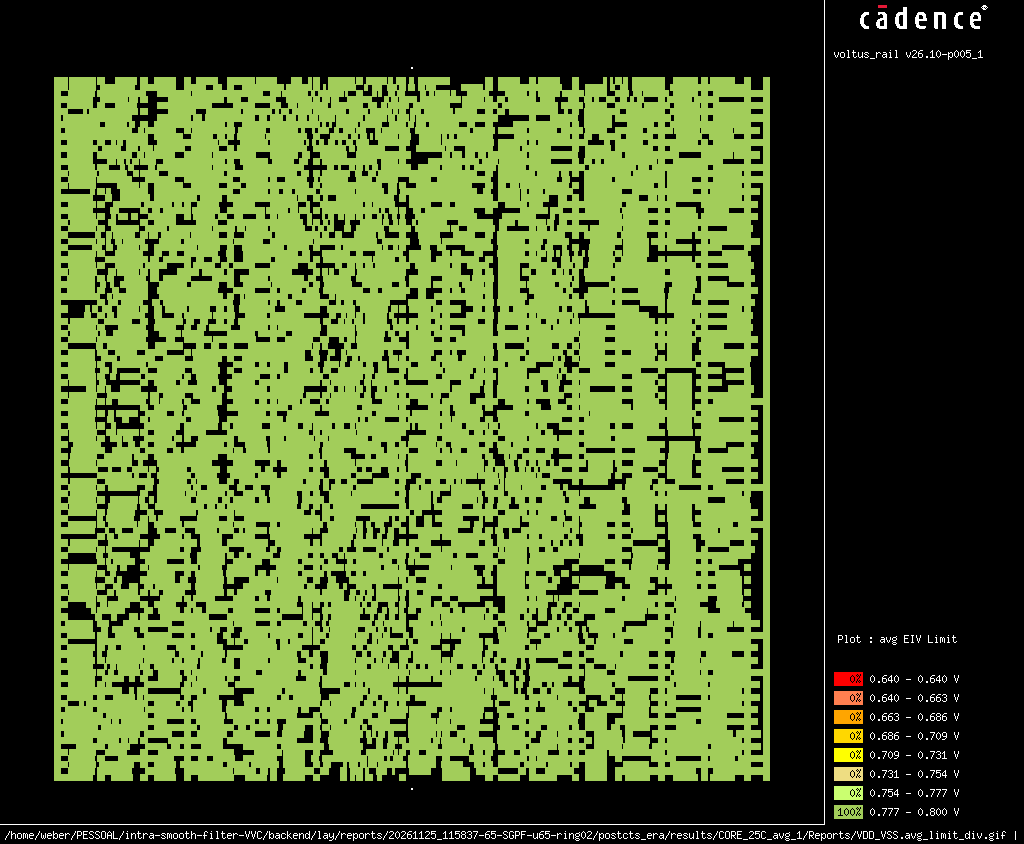 cādence®
voltus_rail v26.10-p005_1
Plot : avg EIV Limit
0% 0.640 - 0.640 V
0% 0.640 - 0.663 V
0% 0.663 - 0.686 V
0% 0.686 - 0.709 V
0% 0.709 - 0.731 V
0% 0.731 - 0.754 V
0% 0.754 - 0.777 V
100% 0.777 - 0.800 V
/home/weber/PESSOAL/intra-smooth-filter-VVC/backend/lay/reports/20261125_115837-65-SGPF-u65-ring02/postcts_era/results/CORE_25C_avg_1/Reports/VDD_VSS.avg_limit_div.gif |